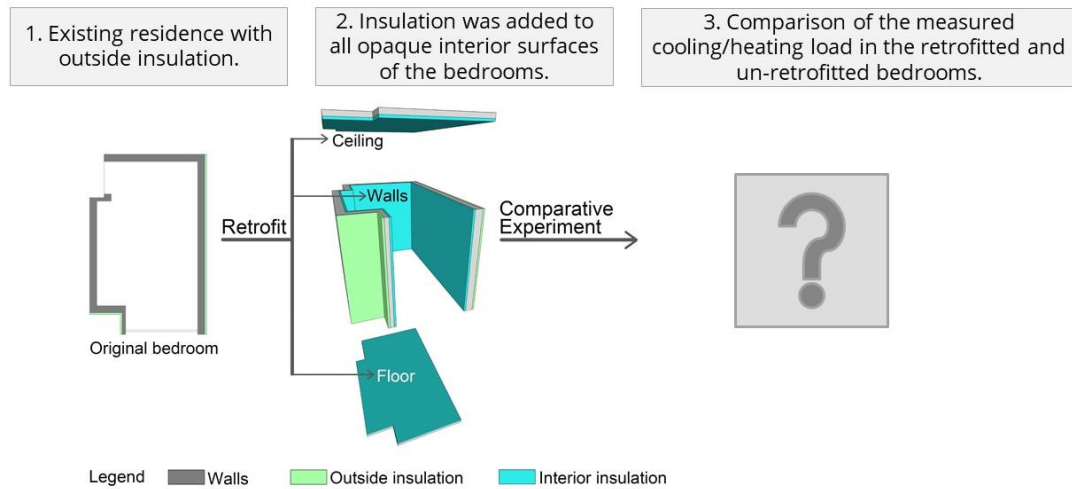 1. Existing residence with
outside insulation.
2. Insulation was added to
all opaque interior surfaces
of the bedrooms.
3. Comparison of the measured
cooling/heating load in the retrofitted and
un-retrofitted bedrooms.
Ceiling
Walls
Retrofit
Comparative
Experiment
?
Original bedroom
Floor
Legend
Walls
Outside insulation
Interior insulation